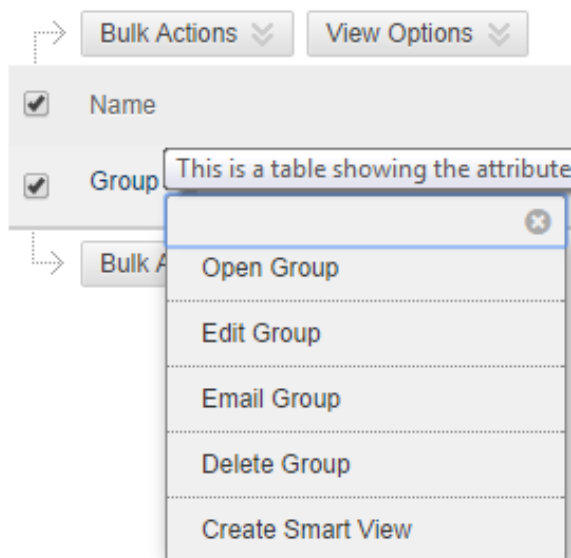 Bulk Actions View Options
Name
Group
This is a table showing the attribute
Bulk A
Open Group
Edit Group
Email Group
Delete Group
Create Smart View